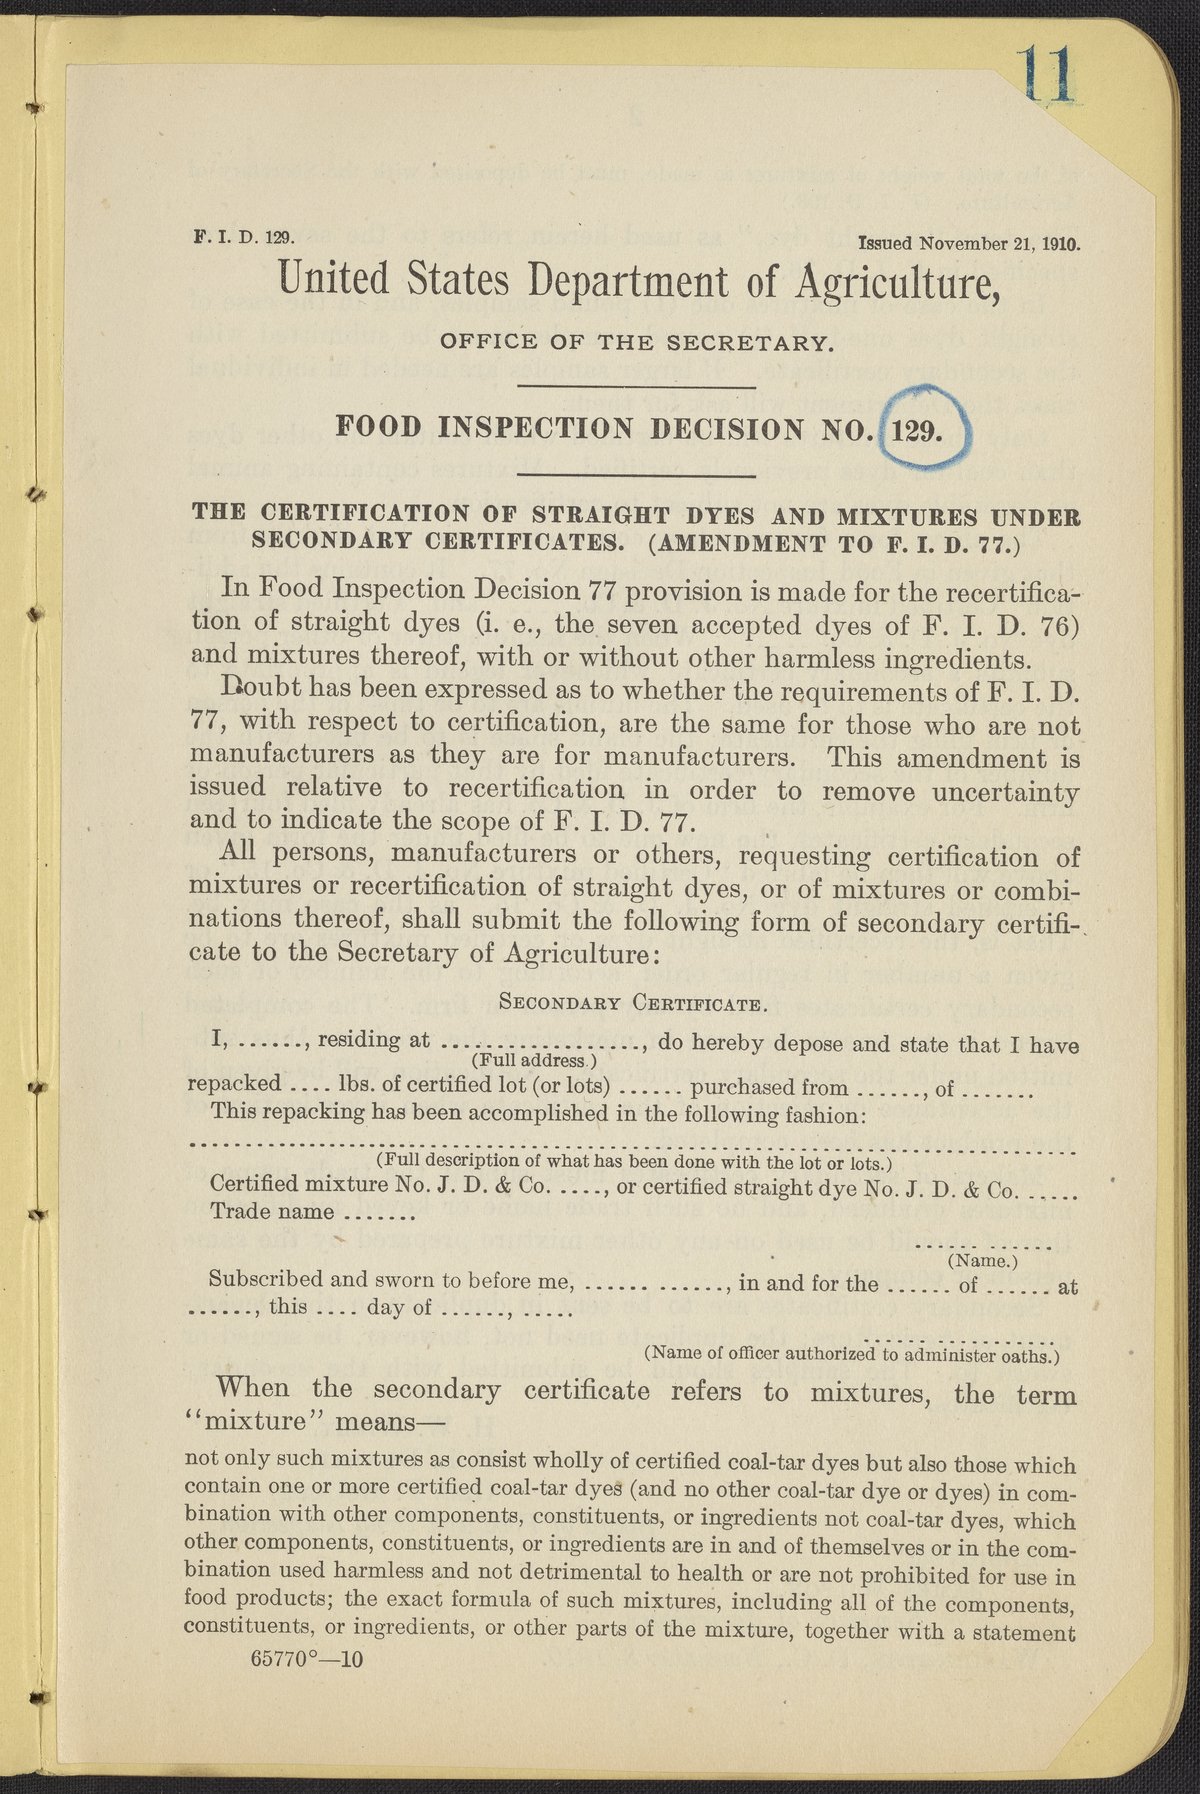 11
F. I. D. 129.
Issued November 21, 1910.
United States Department of Agriculture,
OFFICE OF THE SECRETARY.
FOOD INSPECTION DECISION NO. 129.
THE CERTIFICATION OF STRAIGHT DYES AND MIXTURES UNDER
SECONDARY CERTIFICATES. (AMENDMENT TO F. I. D. 77.)
In Food Inspection Decision 77 provision is made for the recertifica-
tion of straight dyes (i. e., the seven accepted dyes of F. I. D. 76)
and mixtures thereof, with or without other harmless ingredients.
Doubt has been expressed as to whether the requirements of F. I. D.
77, with respect to certification, are the same for those who are not
manufacturers as they are for manufacturers. This amendment is
issued relative to recertification in order to remove uncertainty
and to indicate the scope of F. I. D. 77.
All persons, manufacturers or others, requesting certification of
mixtures or recertification of straight dyes, or of mixtures or combi-
nations thereof, shall submit the following form of secondary certifi-
cate to the Secretary of Agriculture:
SECONDARY CERTIFICATE.
I, ......, residing at .................., do hereby depose and state that I have
(Full address.)
repacked .... lbs. of certified lot (or lots) ...... purchased from ......, of .......
This repacking has been accomplished in the following fashion:
................................................................................
(Full description of what has been done with the lot or lots.)
Certified mixture No. J. D. & Co. ....., or certified straight dye No. J. D. & Co. ......
Trade name .......
...... ......
(Name.)
Subscribed and sworn to before me, ...... ......, in and for the ...... of ...... at
......, this .... day of ......, .....
...... ...........
(Name of officer authorized to administer oaths.)
When the secondary certificate refers to mixtures, the term
"mixture" means—
not only such mixtures as consist wholly of certified coal-tar dyes but also those which
contain one or more certified coal-tar dyes (and no other coal-tar dye or dyes) in com-
bination with other components, constituents, or ingredients not coal-tar dyes, which
other components, constituents, or ingredients are in and of themselves or in the com-
bination used harmless and not detrimental to health or are not prohibited for use in
food products; the exact formula of such mixtures, including all of the components,
constituents, or ingredients, or other parts of the mixture, together with a statement
65770°—10